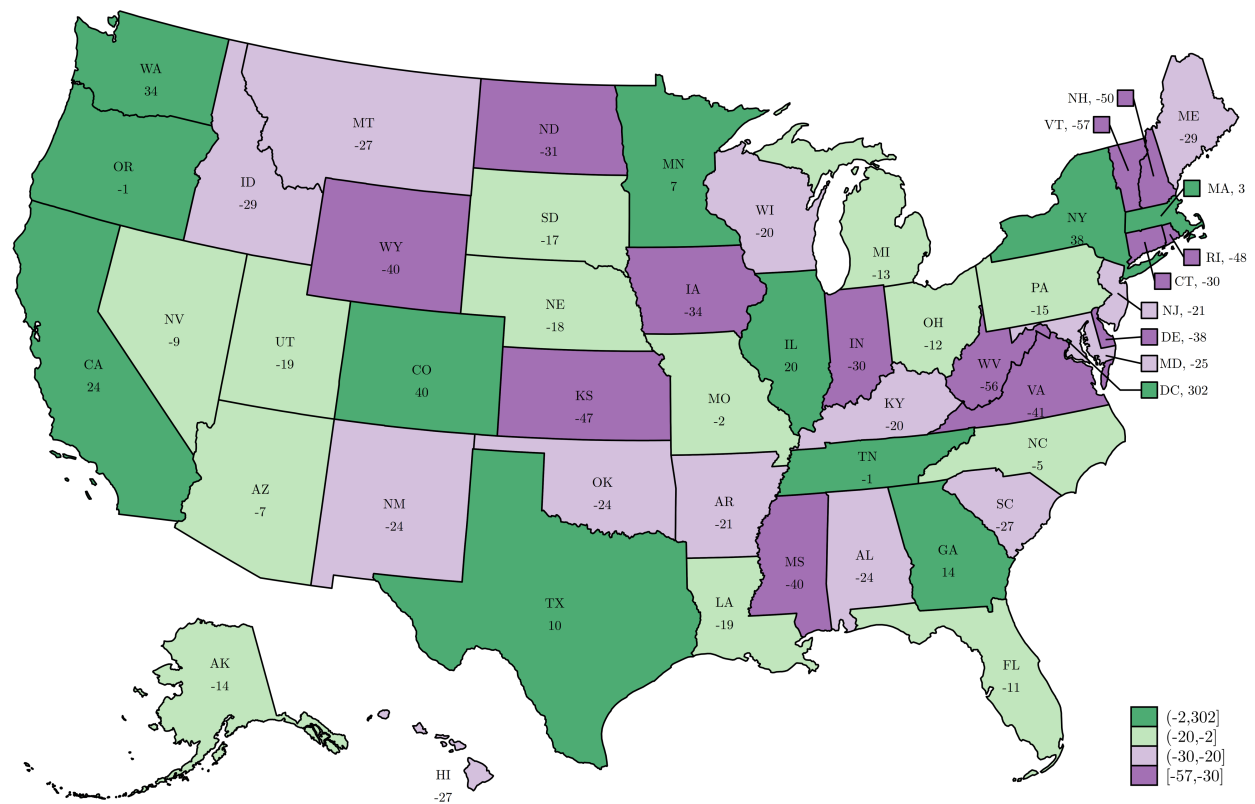 WA
34
OR
-1
CA
24
ID
-29
MT
-27
ND
-31
MN
7
WI
-20
MI
-13
NH, -50
VT, -57
ME
-29
MA, 3
NY
38
RI, -48
CT, -30
NJ, -21
DE, -38
MD, -25
DC, 302
WY
-40
SD
-17
IA
-34
NE
-18
NV
-9
UT
-19
CO
40
KS
-47
MO
-2
IL
20
IN
-30
OH
-12
PA
-15
WV
-56
VA
-41
KY
-20
NC
-5
TN
-1
SC
-27
AZ
-7
NM
-24
OK
-24
AR
-21
MS
-40
AL
-24
GA
14
TX
10
LA
-19
FL
-11
AK
-14
HI
-27
(-2,302]
(-20,-2]
(-30,-20]
[-57,-30]